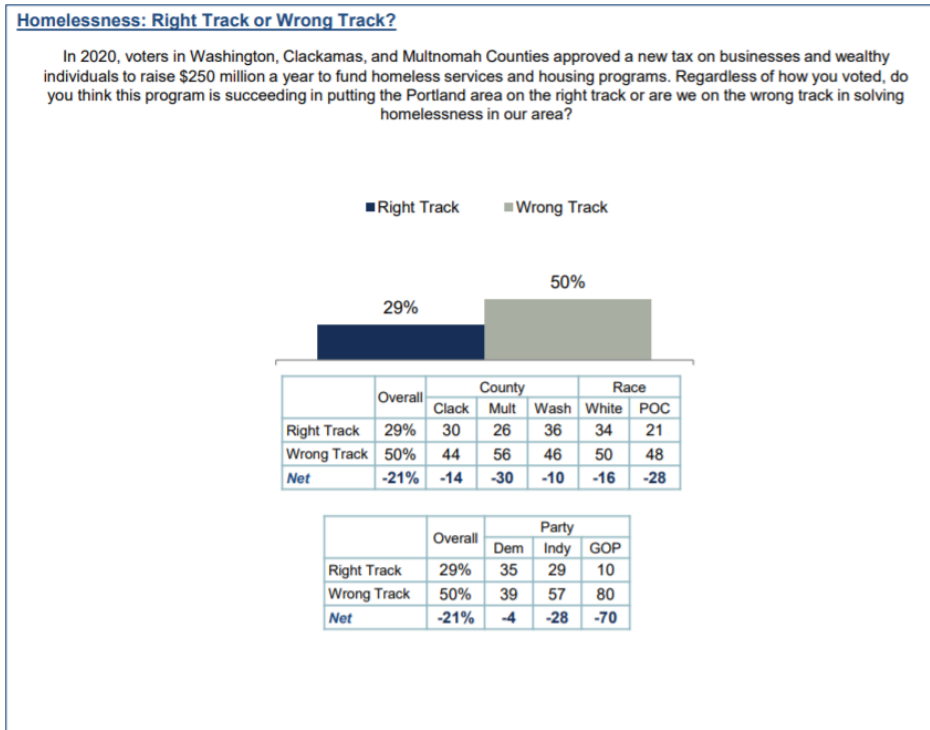 Homelessness: Right Track or Wrong Track?
In 2020, voters in Washington, Clackamas, and Multnomah Counties approved a new tax on businesses and wealthy
individuals to raise $250 million a year to fund homeless services and housing programs. Regardless of how you voted, do
you think this program is succeeding in putting the Portland area on the right track or are we on the wrong track in solving
homelessness in our area?
Right Track Wrong Track
50%
29%
Overall County Race
Clack Mult Wash White POC
Right Track 29% 30 26 36 34 21
Wrong Track 50% 44 56 46 50 48
Net -21% -14 -30 -10 -16 -28
Overall Party
Dem Indy GOP
Right Track 29% 35 29 10
Wrong Track 50% 39 57 80
Net -21% -4 -28 -70